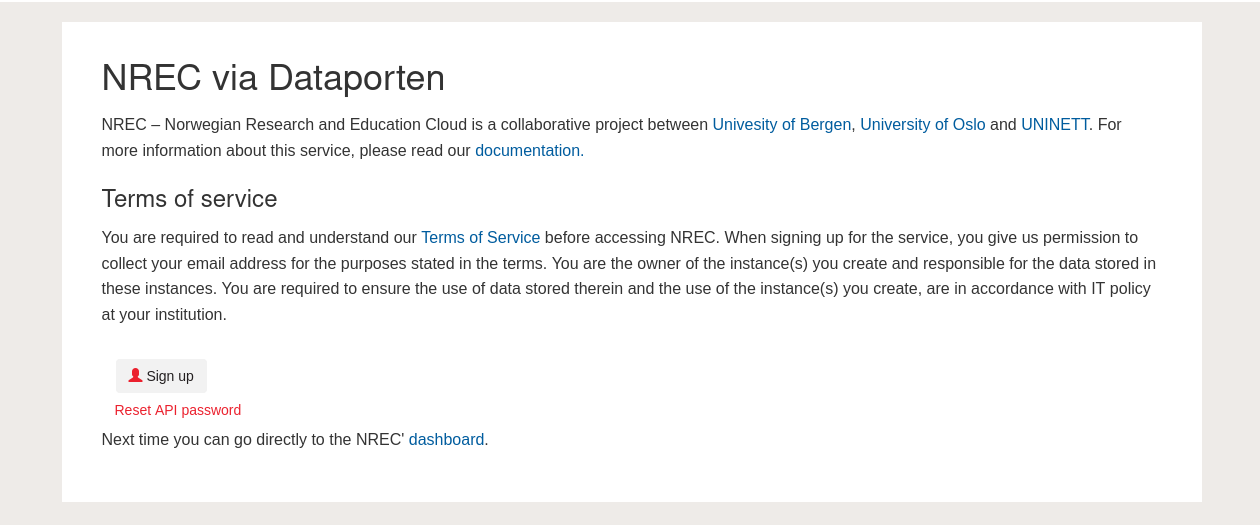 NREC via Dataporten
NREC – Norwegian Research and Education Cloud is a collaborative project between Univesity of Bergen, University of Oslo and UNINETT. For
more information about this service, please read our documentation.
Terms of service
You are required to read and understand our Terms of Service before accessing NREC. When signing up for the service, you give us permission to
collect your email address for the purposes stated in the terms. You are the owner of the instance(s) you create and responsible for the data stored in
these instances. You are required to ensure the use of data stored therein and the use of the instance(s) you create, are in accordance with IT policy
at your institution.
Sign up
Reset API password
Next time you can go directly to the NREC' dashboard.